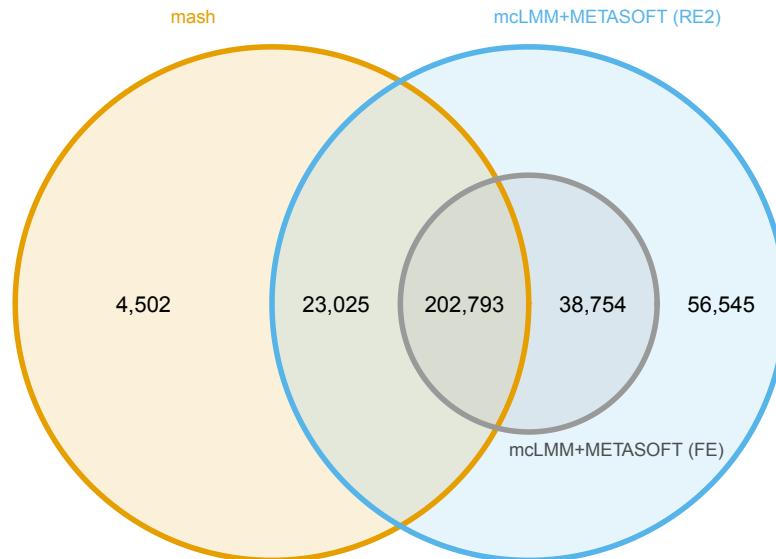 mash
mcLMM+METASOFT (RE2)
4,502
23,025
202,793
38,754
56,545
mcLMM+METASOFT (FE)